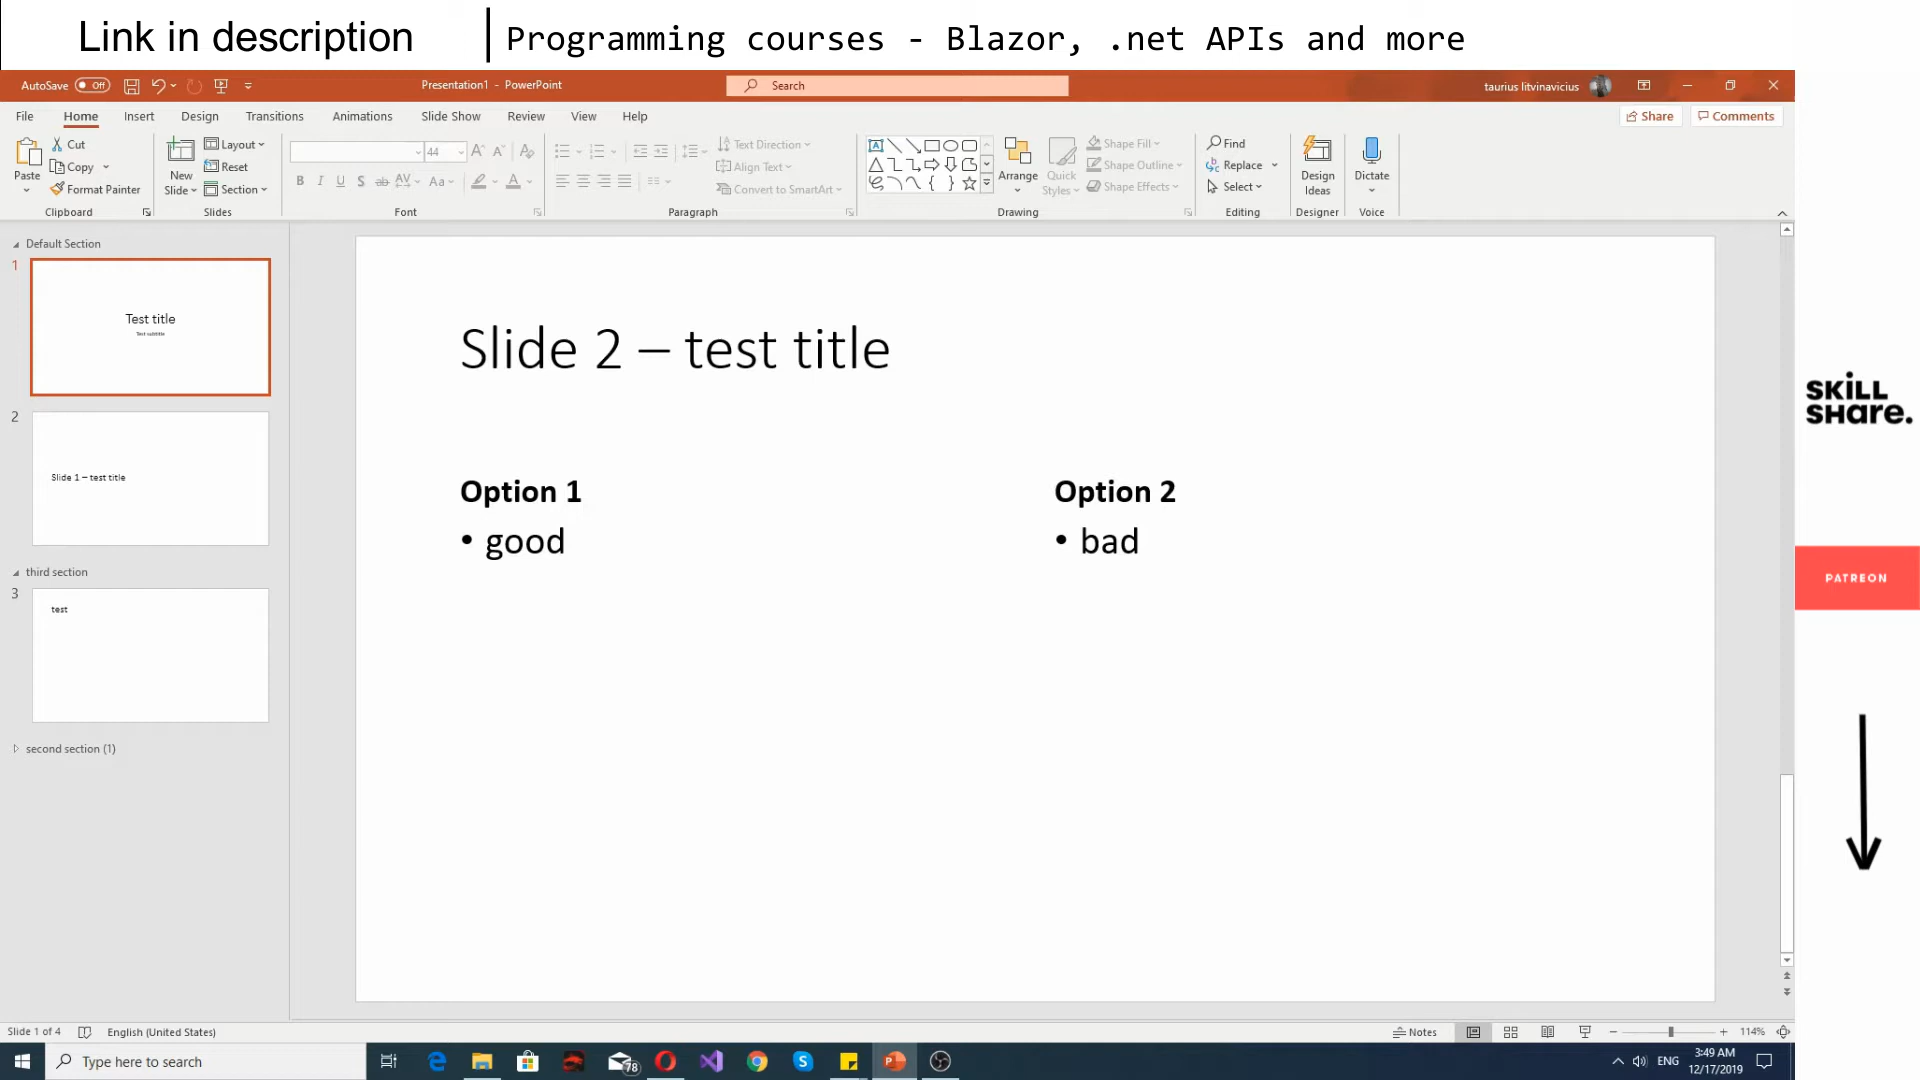 Link in description
Programming courses - Blazor, .net APIs and more
AutoSave Off
Presentation1 - PowerPoint
Search
taurius litvinavicius
File Home Insert Design Transitions Animations Slide Show Review View Help
Share
Comments
Paste
Cut
Copy
Format Painter
Clipboard
New
Slide
Layout
Reset
Section
Slides
44
Font
Text Direction
Align Text
Convert to SmartArt
Paragraph
Arrange
Quick
Styles
Shape Fill
Shape Outline
Shape Effects
Drawing
Find
Replace
Select
Editing
Design
Ideas
Designer
Dictate
Voice
Default Section
1
Test title
Test subtitle
2
Slide 1 – test title
third section
3
test
second section (1)
Slide 2 – test title
Option 1
• good
Option 2
• bad
SKILL
SHARE.
PATREON
Slide 1 of 4
English (United States)
Notes
114%
Type here to search
78
ENG
3:49 AM
12/17/2019